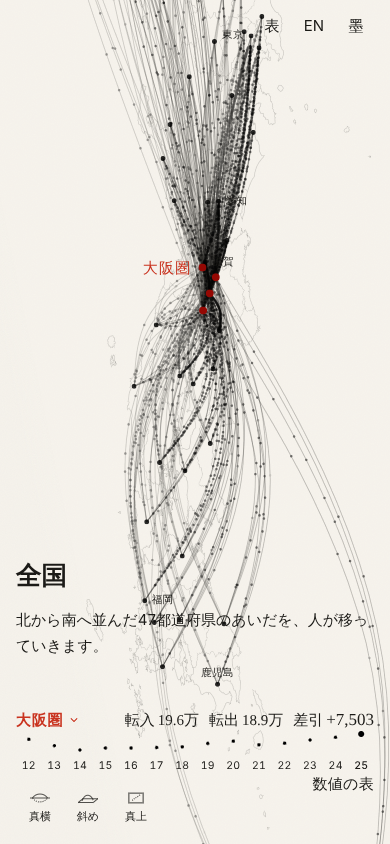 表 EN 墨
東京
和
賀
大阪圏
全国
福岡
北から南へ並んだ47都道府県のあいだを、人が移っ
ていきます。
鹿児島
大阪圏 転入 19.6万 転出 18.9万 差引 +7,503
12 13 14 15 16 17 18 19 20 21 22 23 24 25
数値の表
真横 斜め 真上